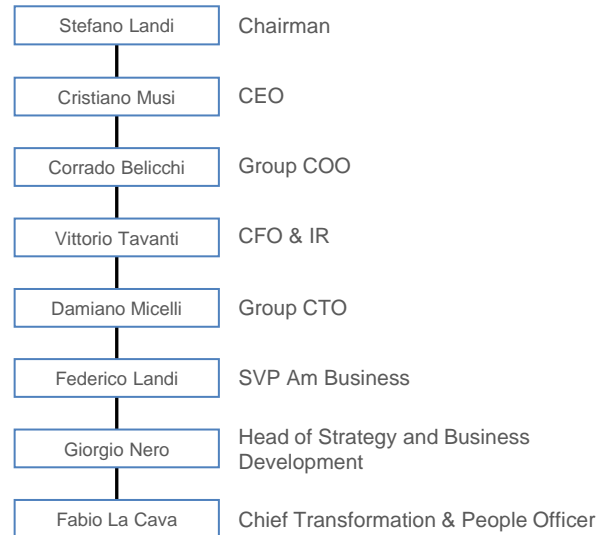 Stefano Landi Chairman
Cristiano Musi CEO
Corrado Belicchi Group COO
Vittorio Tavanti CFO & IR
Damiano Micelli Group CTO
Federico Landi SVP Am Business
Giorgio Nero Head of Strategy and Business
Development
Fabio La Cava Chief Transformation & People Officer